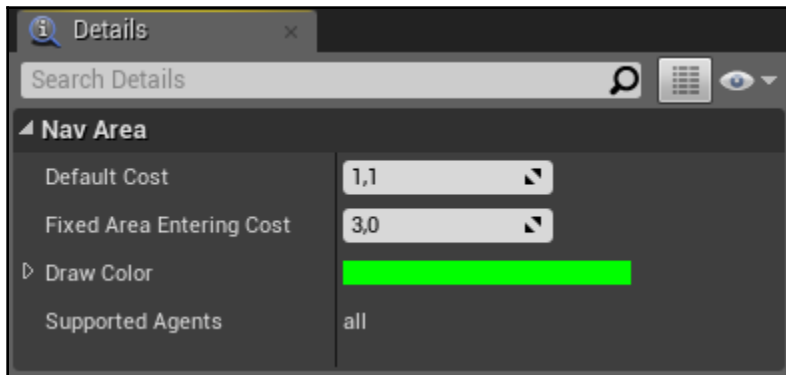 Details
Search Details
Nav Area
Default Cost 1,1
Fixed Area Entering Cost 3,0
Draw Color
Supported Agents all